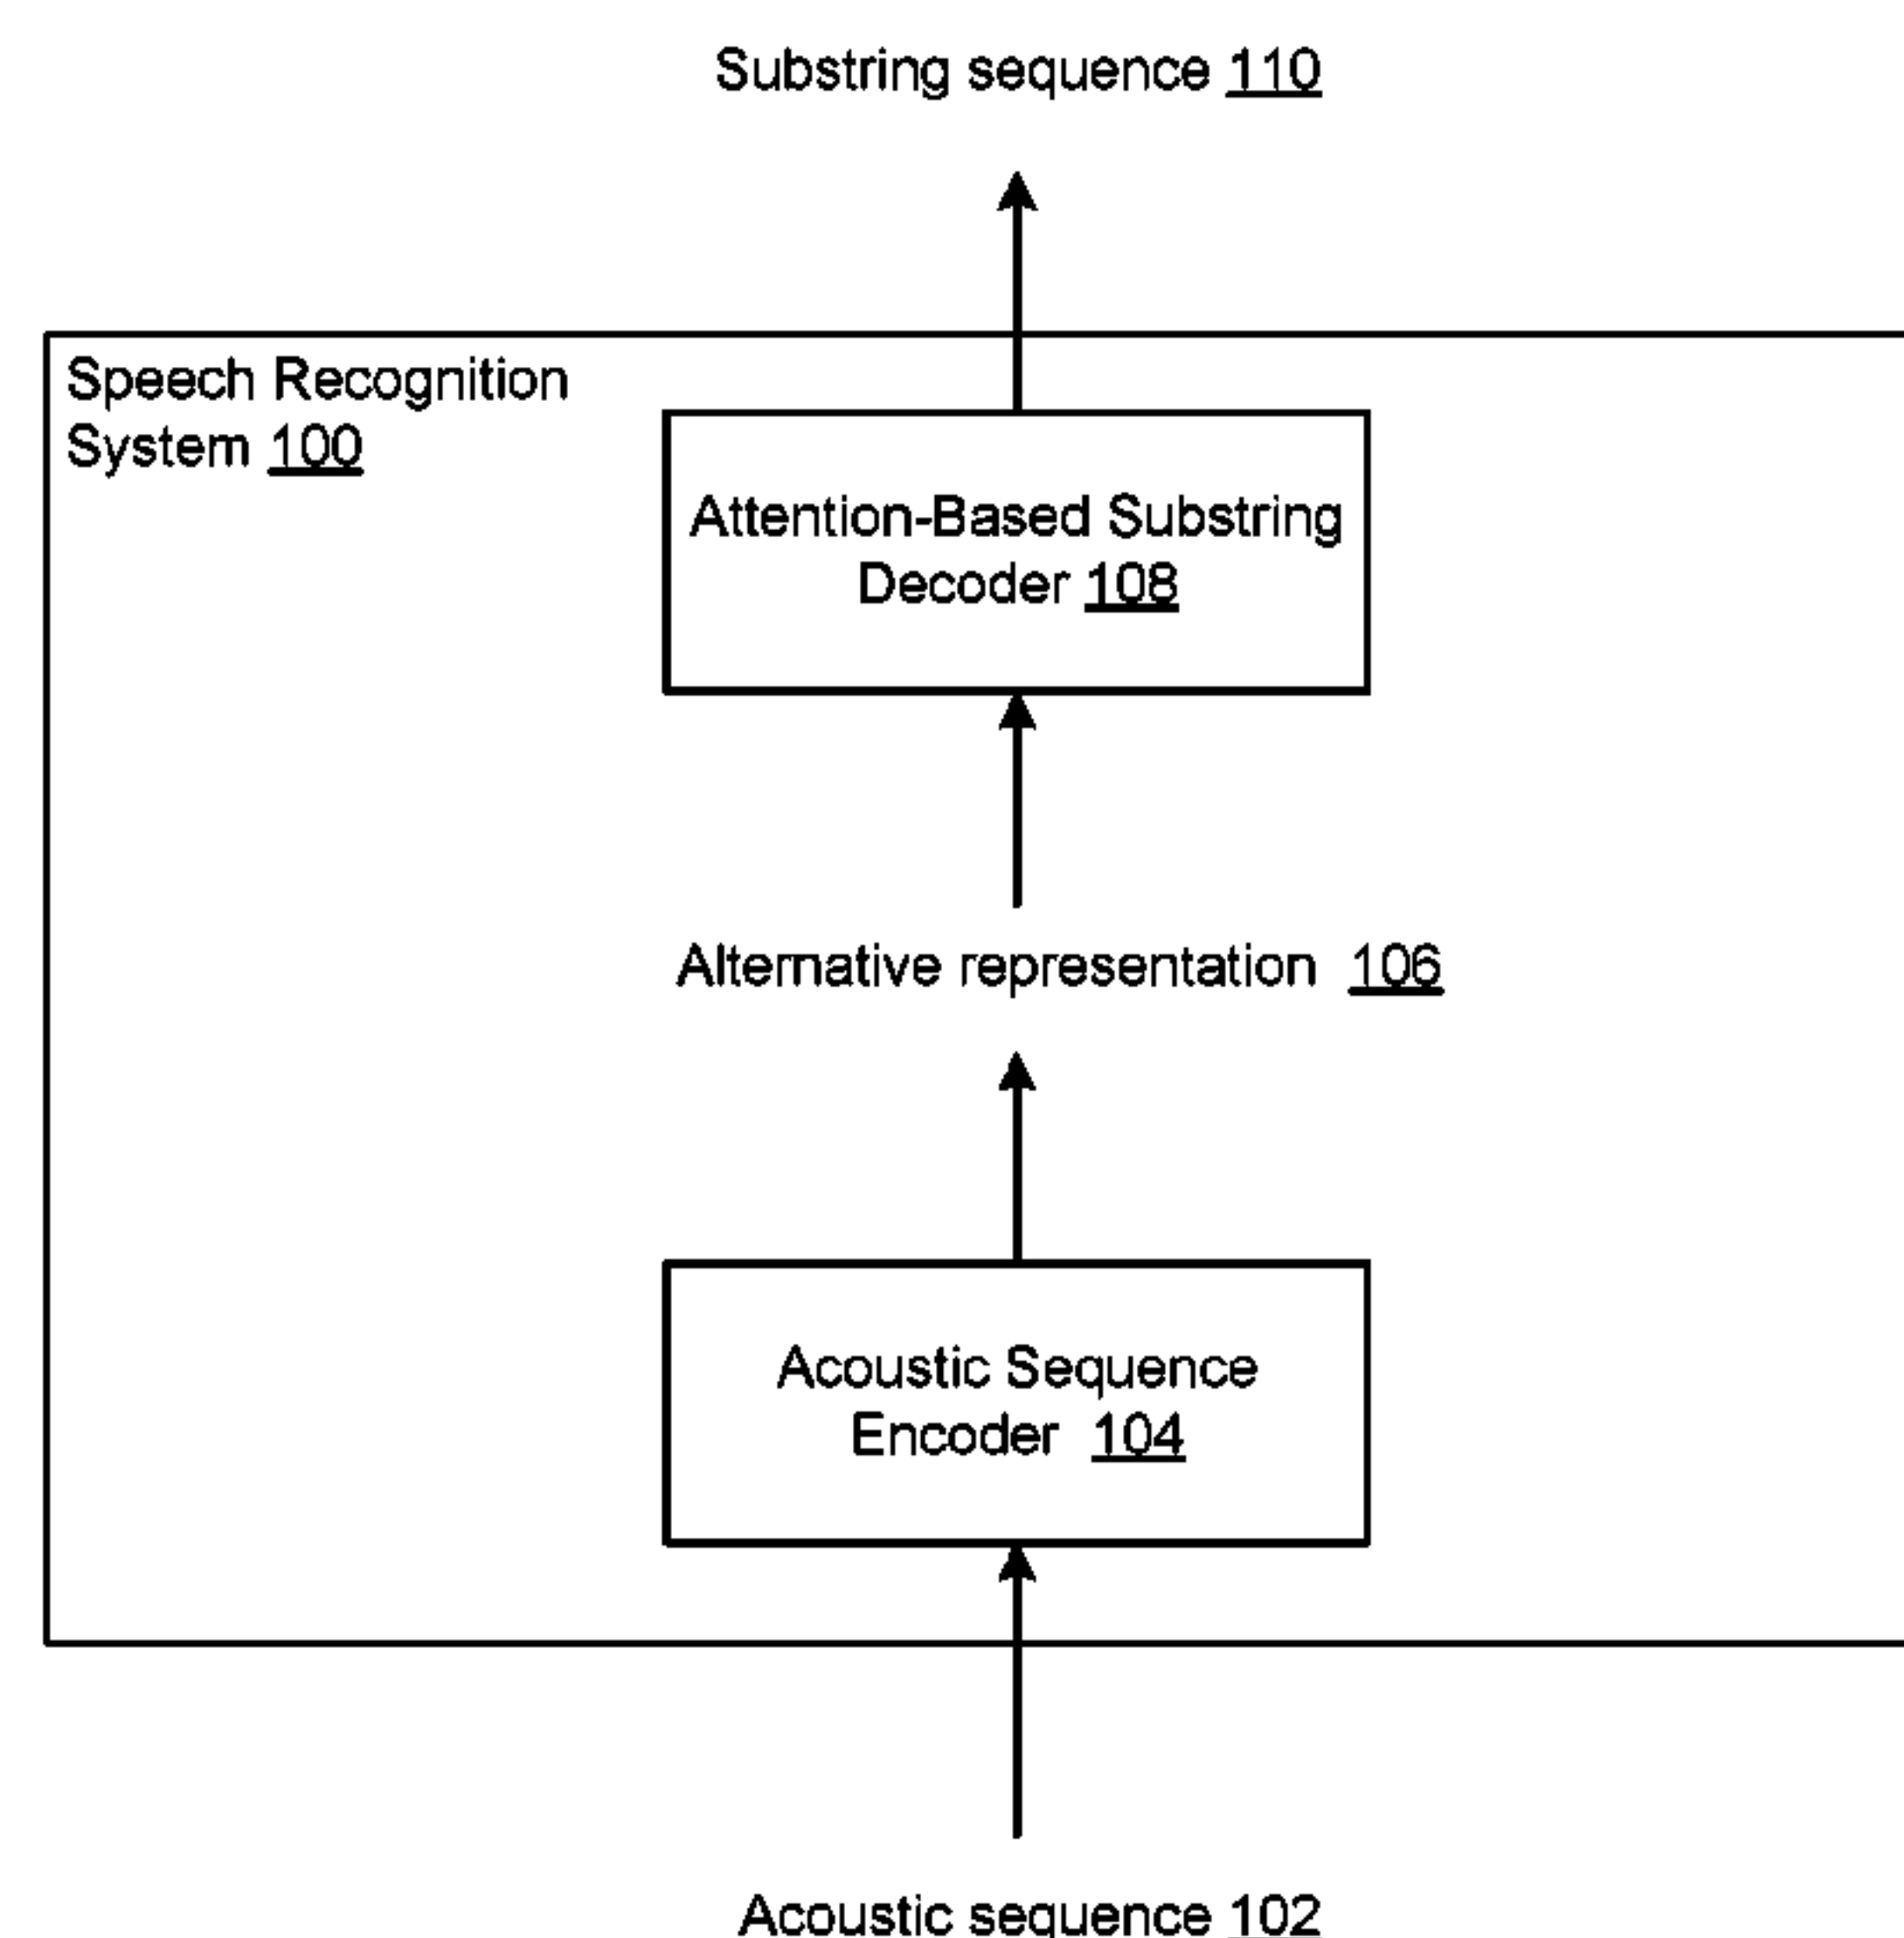 Substring sequence 110
Speech Recognition
System 100
Attention-Based Substring
Decoder 108
Alternative representation 106
Acoustic Sequence
Encoder 104
Acoustic sequence 102